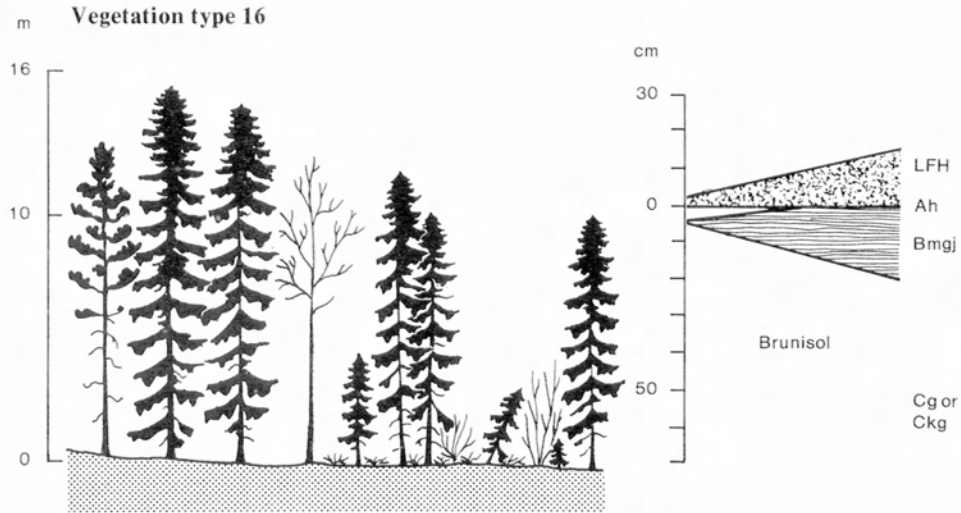 Vegetation type 16
m
16
10
0
cm
30
0
50
LFH
Ah
Bmgj
Brunisol
Cg or
Ckg